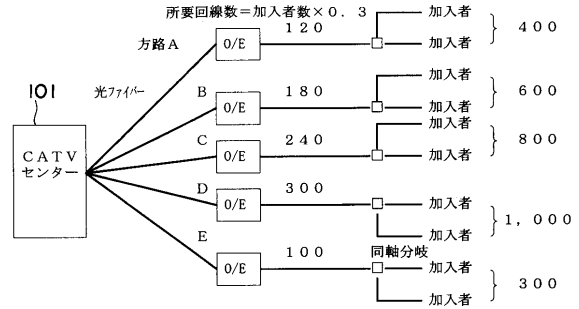 所要回線数=加入者数×0.3
方路A
O/E
120
加入者
加入者
400
101
光ファイバー
B
O/E
180
加入者
加入者
600
CATV
センター
C
O/E
240
加入者
加入者
800
D
O/E
300
加入者
加入者
1,000
E
O/E
100
同軸分岐
加入者
加入者
300